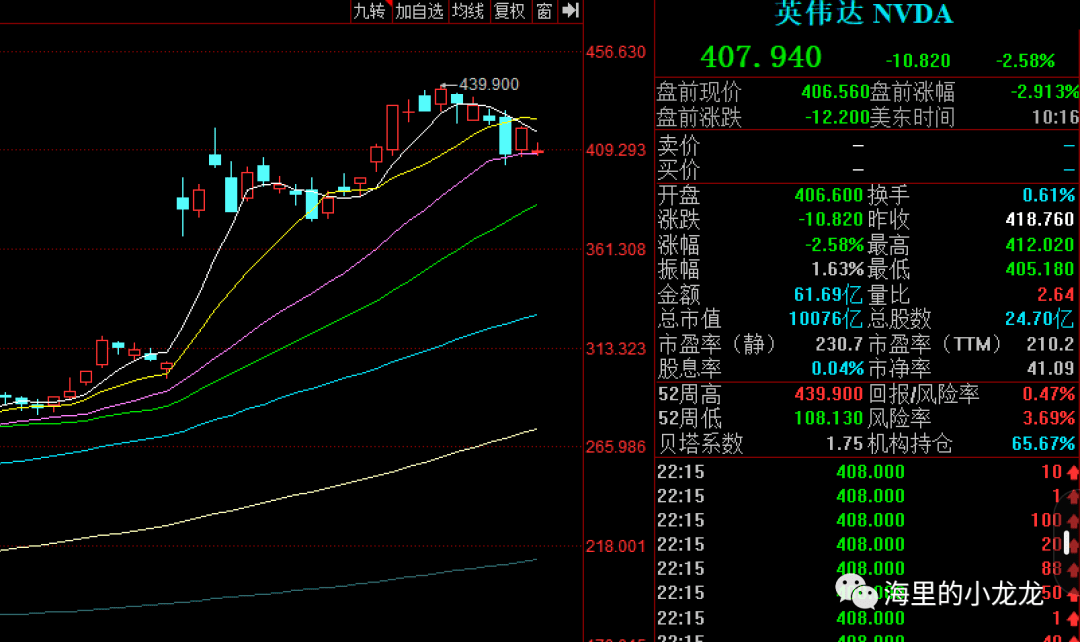 九转 加自选 均线 复权 窗
439.900
456.630
409.293
361.308
313.323
265.986
218.001
英伟达 NVDA
407.940 -10.820 -2.58%
盘前现价 406.560 盘前涨幅 -2.913%
盘前涨跌 -12.200 美东时间 10:16
卖价 — —
买价 — —
开盘 406.600 换手 0.61%
涨跌 -10.820 昨收 418.760
涨幅 -2.58% 最高 412.020
振幅 1.63% 最低 405.180
金额 61.69亿 量比 2.64
总市值 10076亿 总股数 24.70亿
市盈率（静） 230.7 市盈率（TTM） 210.2
股息率 0.04% 市净率 41.09
52周高 439.900 回报/风险率 0.47%
52周低 108.130 风险率 3.69%
贝塔系数 1.75 机构持仓 65.67%
22:15 408.000 10
22:15 408.000 1
22:15 408.000 100
22:15 408.000 20
22:15 408.000 88
22:15 408.000 50
22:15 408.000 1
海里的小龙龙